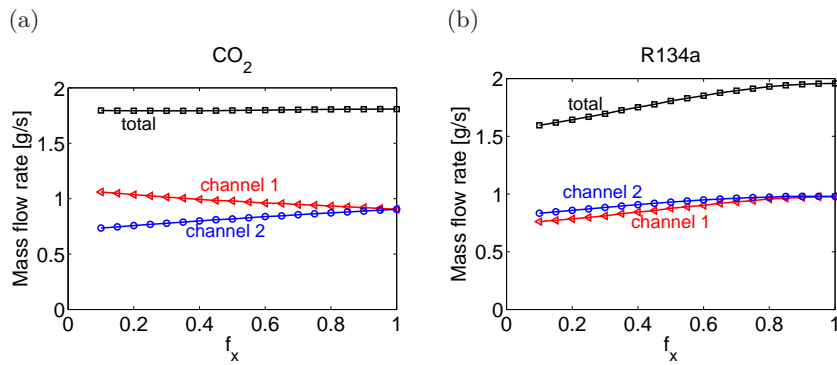 (a)
CO2
Mass flow rate [g/s]
2
1.5
1
0.5
0
total
channel 1
channel 2
0 0.2 0.4 0.6 0.8 1
f_x
(b)
R134a
Mass flow rate [g/s]
2
1.5
1
0.5
0
total
channel 2
channel 1
0 0.2 0.4 0.6 0.8 1
f_x